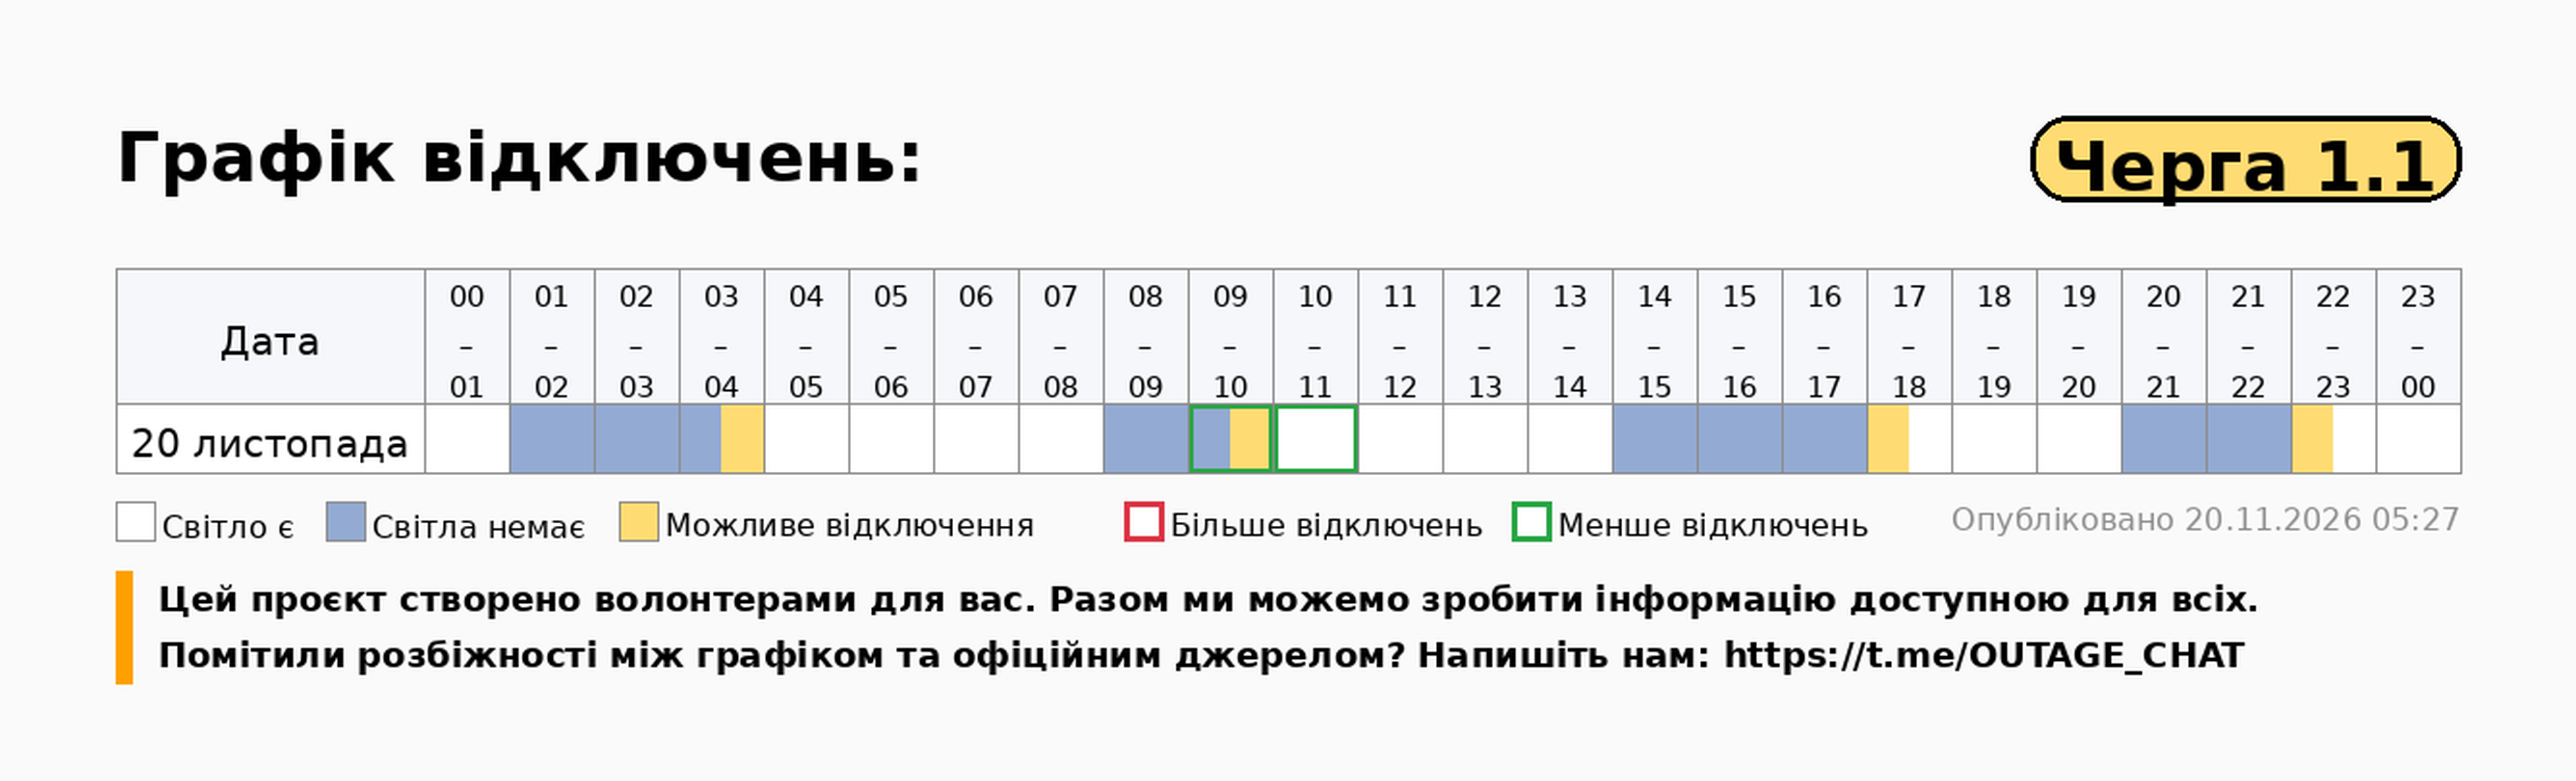 Графік відключень:
Черга 1.1
Дата
00 – 01
01 – 02
02 – 03
03 – 04
04 – 05
05 – 06
06 – 07
07 – 08
08 – 09
09 – 10
10 – 11
11 – 12
12 – 13
13 – 14
14 – 15
15 – 16
16 – 17
17 – 18
18 – 19
19 – 20
20 – 21
21 – 22
22 – 23
23 – 00
20 листопада
Світло є
Світла немає
Можливе відключення
Більше відключень
Менше відключень
Опубліковано 20.11.2026 05:27
Цей проєкт створено волонтерами для вас. Разом ми можемо зробити інформацію доступною для всіх.
Помітили розбіжності між графіком та офіційним джерелом? Напишіть нам: https://t.me/OUTAGE_CHAT